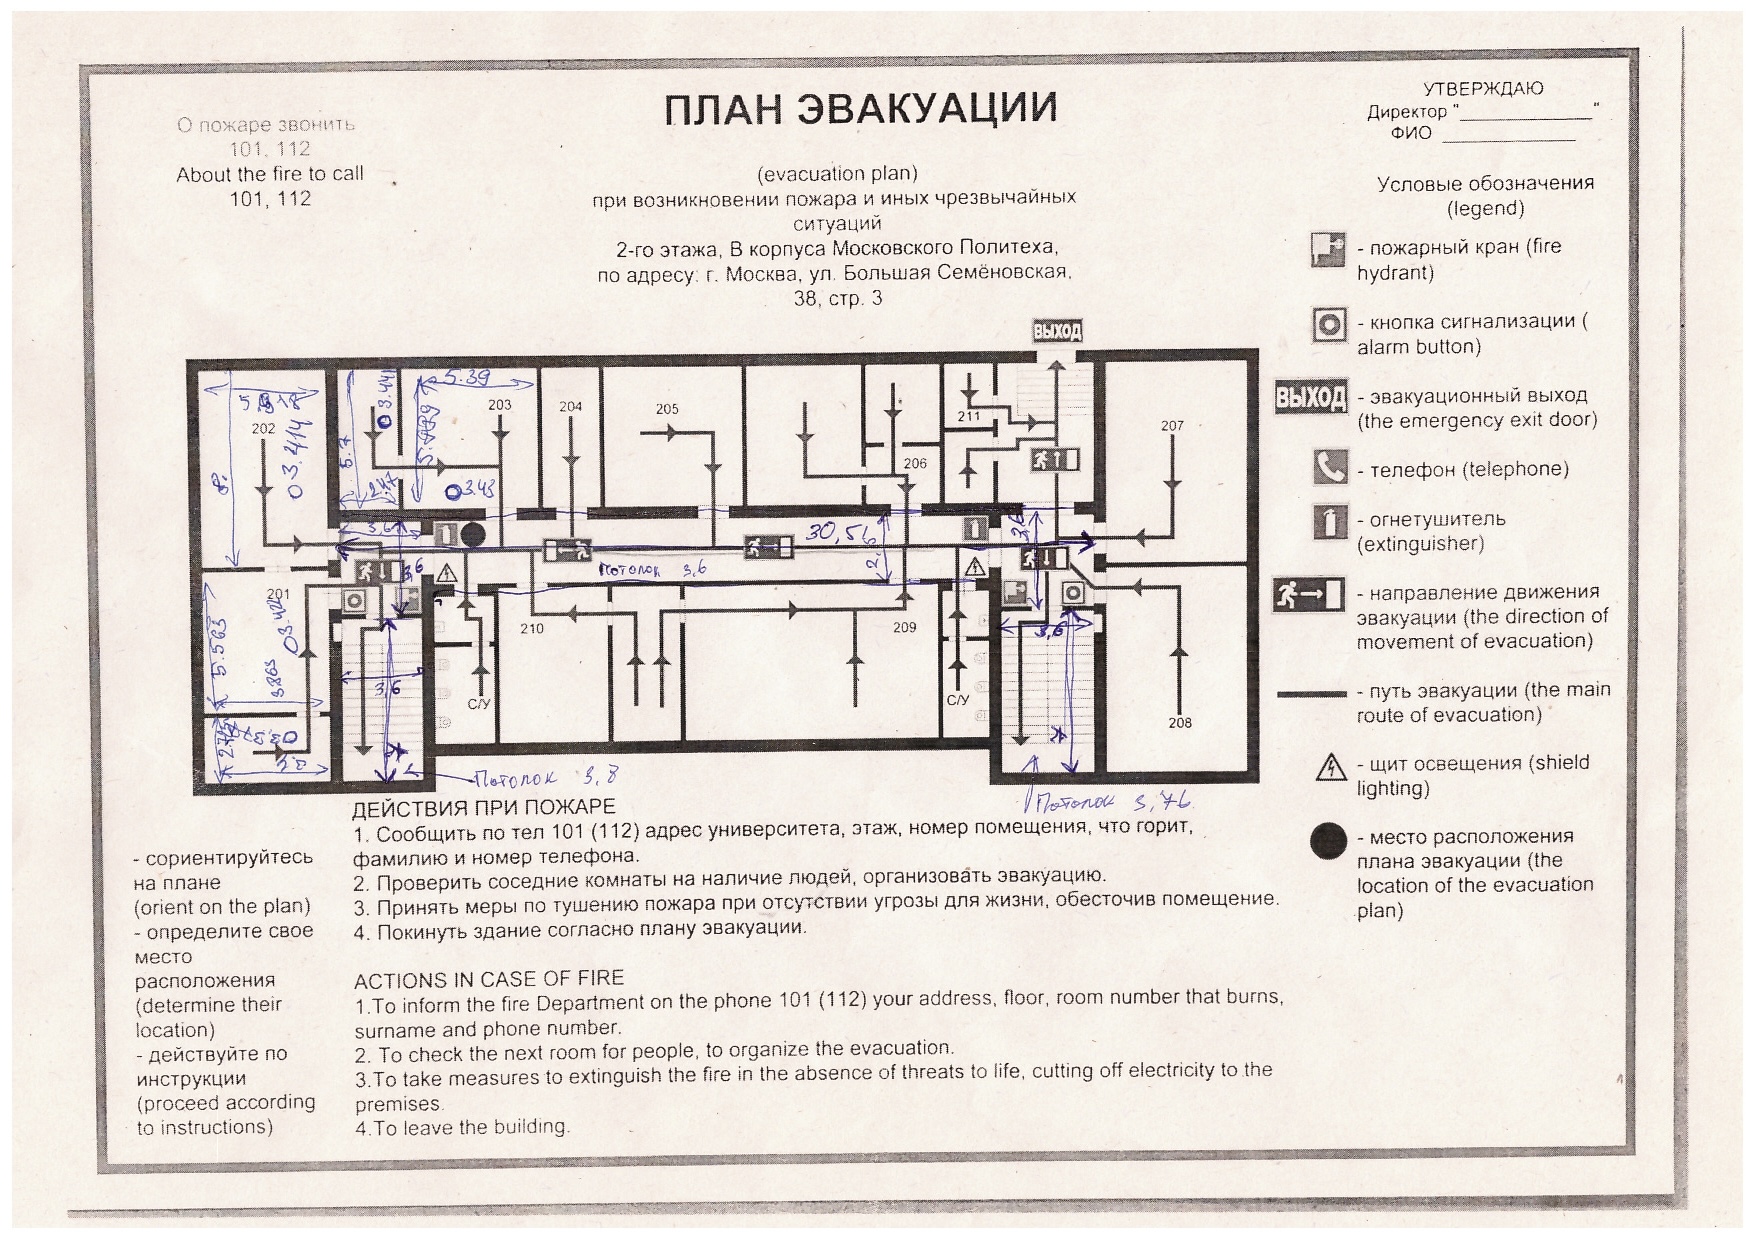 О пожаре звонить
101, 112
About the fire to call
101, 112
ПЛАН ЭВАКУАЦИИ
(evacuation plan)
при возникновении пожара и иных чрезвычайных
ситуаций
2-го этажа, В корпуса Московского Политеха,
по адресу: г. Москва, ул. Большая Семёновская,
38, стр. 3
УТВЕРЖДАЮ
Директор "____________"
ФИО ____________
Условые обозначения
(legend)
- пожарный кран (fire
hydrant)
- кнопка сигнализации (
alarm button)
ВЫХОД
- эвакуационный выход
(the emergency exit door)
- телефон (telephone)
- огнетушитель
(extinguisher)
- направление движения
эвакуации (the direction of
movement of evacuation)
- путь эвакуации (the main
route of evacuation)
- щит освещения (shield
lighting)
- место расположения
плана эвакуации (the
location of the evacuation
plan)
ВЫХОД
5.39
3.441
202
203
204
205
211
207
3.414
5.7
8.
206
3.43
3,6
30,56
3,6
2.
Потолок 3,6
3,6
201
210
209
5.563
3.6
3863
3.6
С/У
С/У
208
Потолок 3,8
Потолок 3,76
ДЕЙСТВИЯ ПРИ ПОЖАРЕ
1. Сообщить по тел 101 (112) адрес университета, этаж, номер помещения, что горит,
фамилию и номер телефона.
2. Проверить соседние комнаты на наличие людей, организовать эвакуацию.
3. Принять меры по тушению пожара при отсутствии угрозы для жизни, обесточив помещение.
4. Покинуть здание согласно плану эвакуации.
- сориентируйтесь
на плане
(orient on the plan)
- определите свое
место
расположения
(determine their
location)
- действуйте по
инструкции
(proceed according
to instructions)
ACTIONS IN CASE OF FIRE
1.To inform the fire Department on the phone 101 (112) your address, floor, room number that burns,
surname and phone number.
2. To check the next room for people, to organize the evacuation.
3.To take measures to extinguish the fire in the absence of threats to life, cutting off electricity to the
premises.
4.To leave the building.